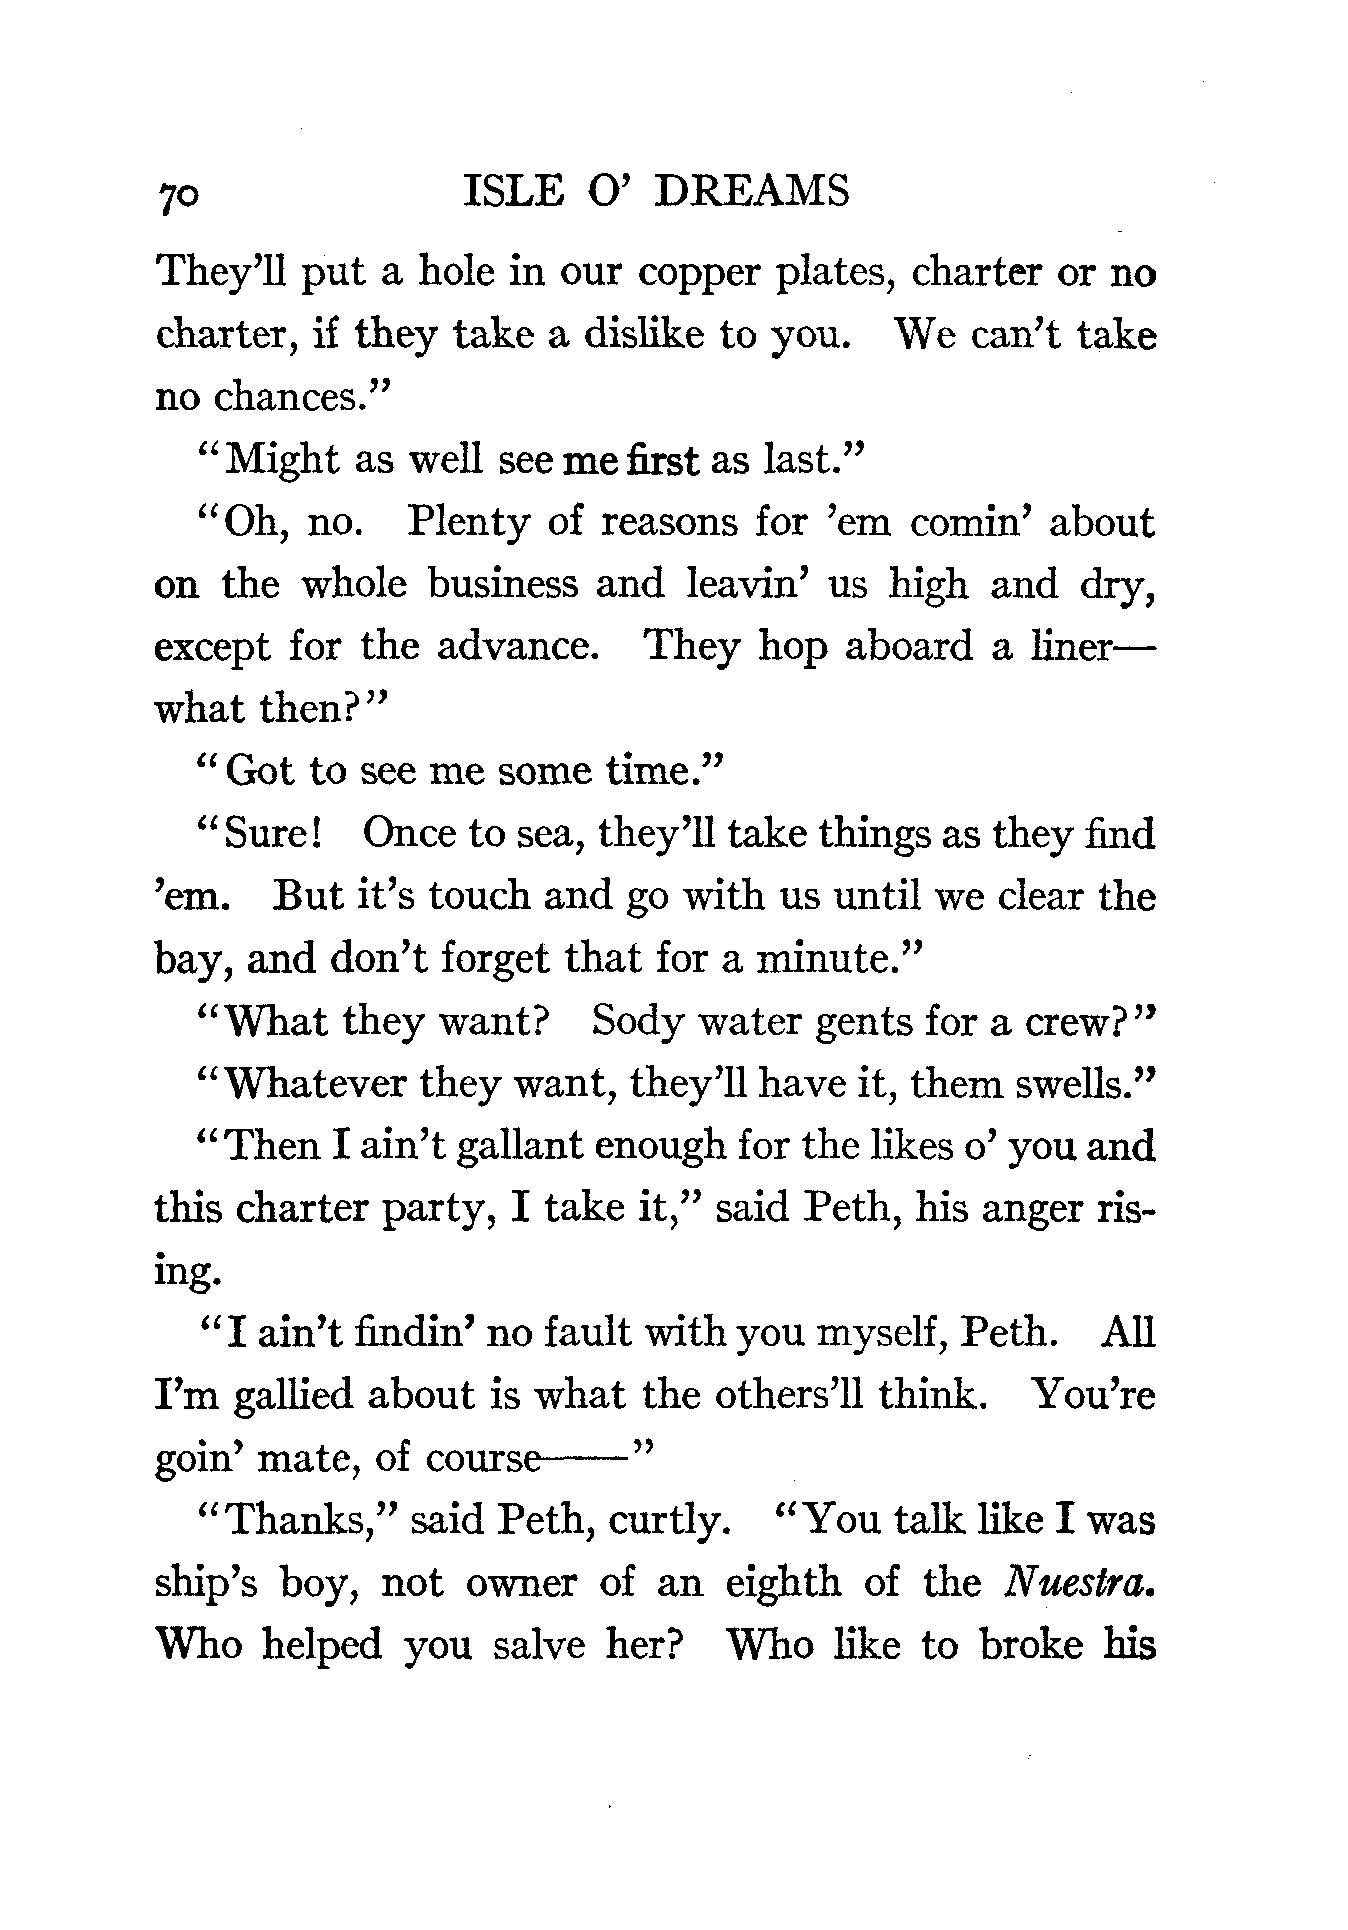 70 ISLE O’ DREAMS
They’ll put a hole in our copper plates, charter or no
charter, if they take a dislike to you. We can’t take
no chances.”
“Might as well see me first as last.”
“Oh, no. Plenty of reasons for ’em comin’ about
on the whole business and leavin’ us high and dry,
except for the advance. They hop aboard a liner—
what then?”
“Got to see me some time.”
“Sure! Once to sea, they’ll take things as they find
’em. But it’s touch and go with us until we clear the
bay, and don’t forget that for a minute.”
“What they want? Sody water gents for a crew?”
“Whatever they want, they’ll have it, them swells.”
“Then I ain’t gallant enough for the likes o’ you and
this charter party, I take it,” said Peth, his anger ris-
ing.
“I ain’t findin’ no fault with you myself, Peth. All
I’m gallied about is what the others’ll think. You’re
goin’ mate, of course——”
“Thanks,” said Peth, curtly. “You talk like I was
ship’s boy, not owner of an eighth of the Nuestra.
Who helped you salve her? Who like to broke his